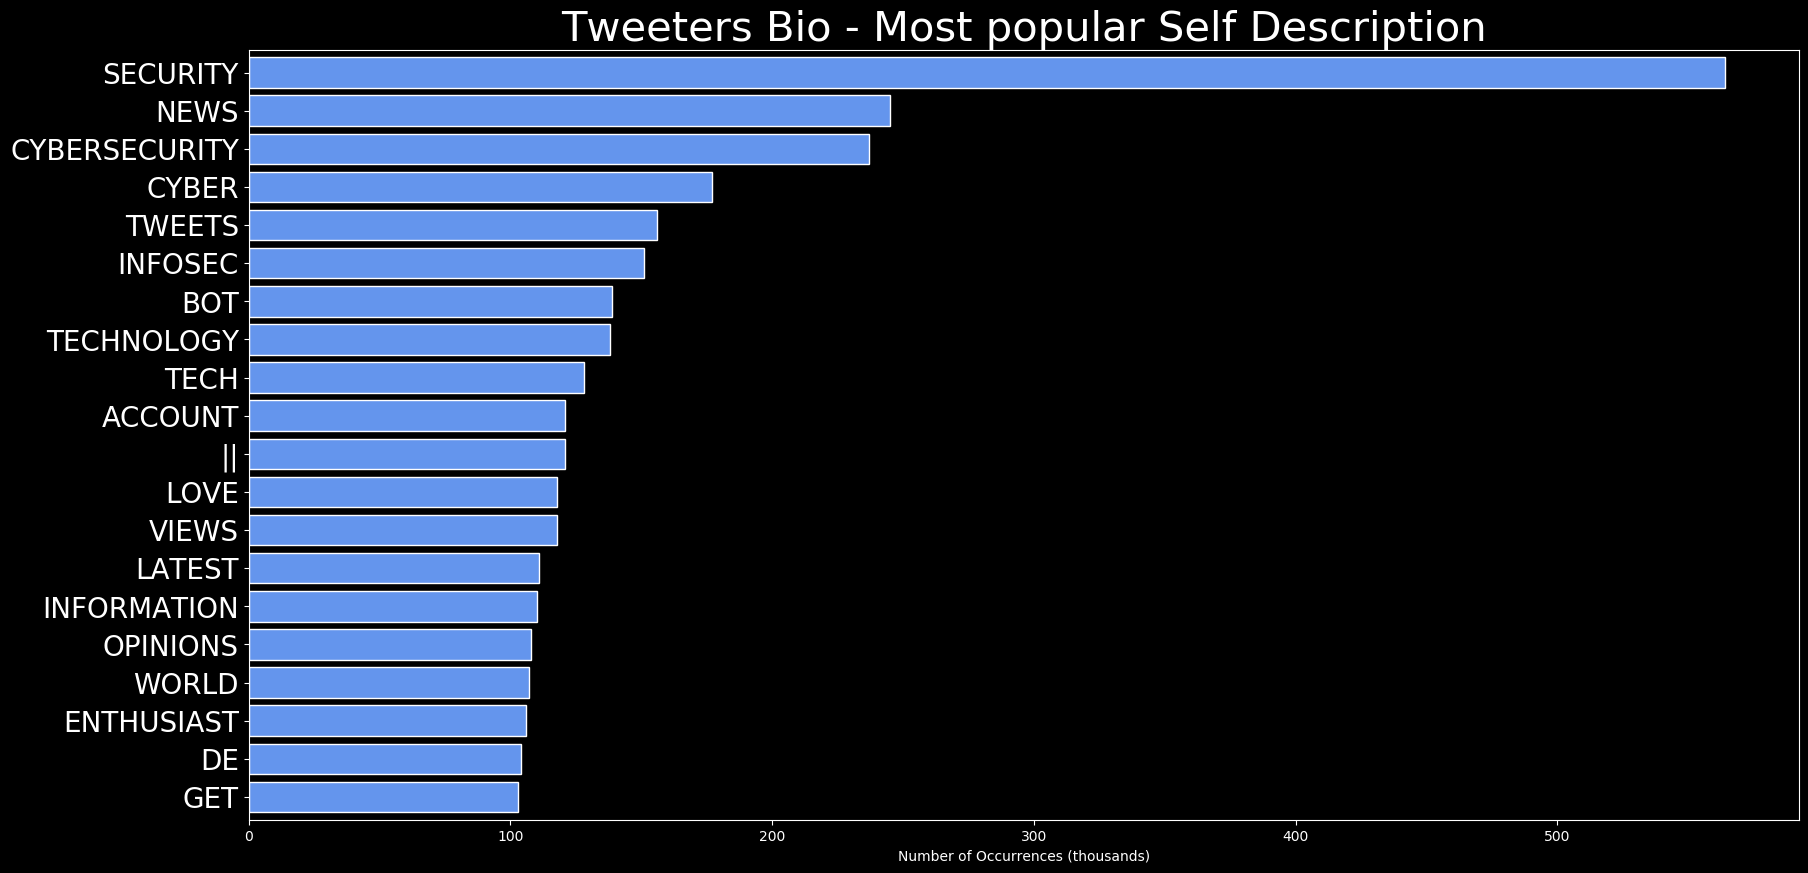 Tweeters Bio - Most popular Self Description
SECURITY
NEWS
CYBERSECURITY
CYBER
TWEETS
INFOSEC
BOT
TECHNOLOGY
TECH
ACCOUNT
||
LOVE
VIEWS
LATEST
INFORMATION
OPINIONS
WORLD
ENTHUSIAST
DE
GET
0 100 200 300 400 500
Number of Occurrences (thousands)